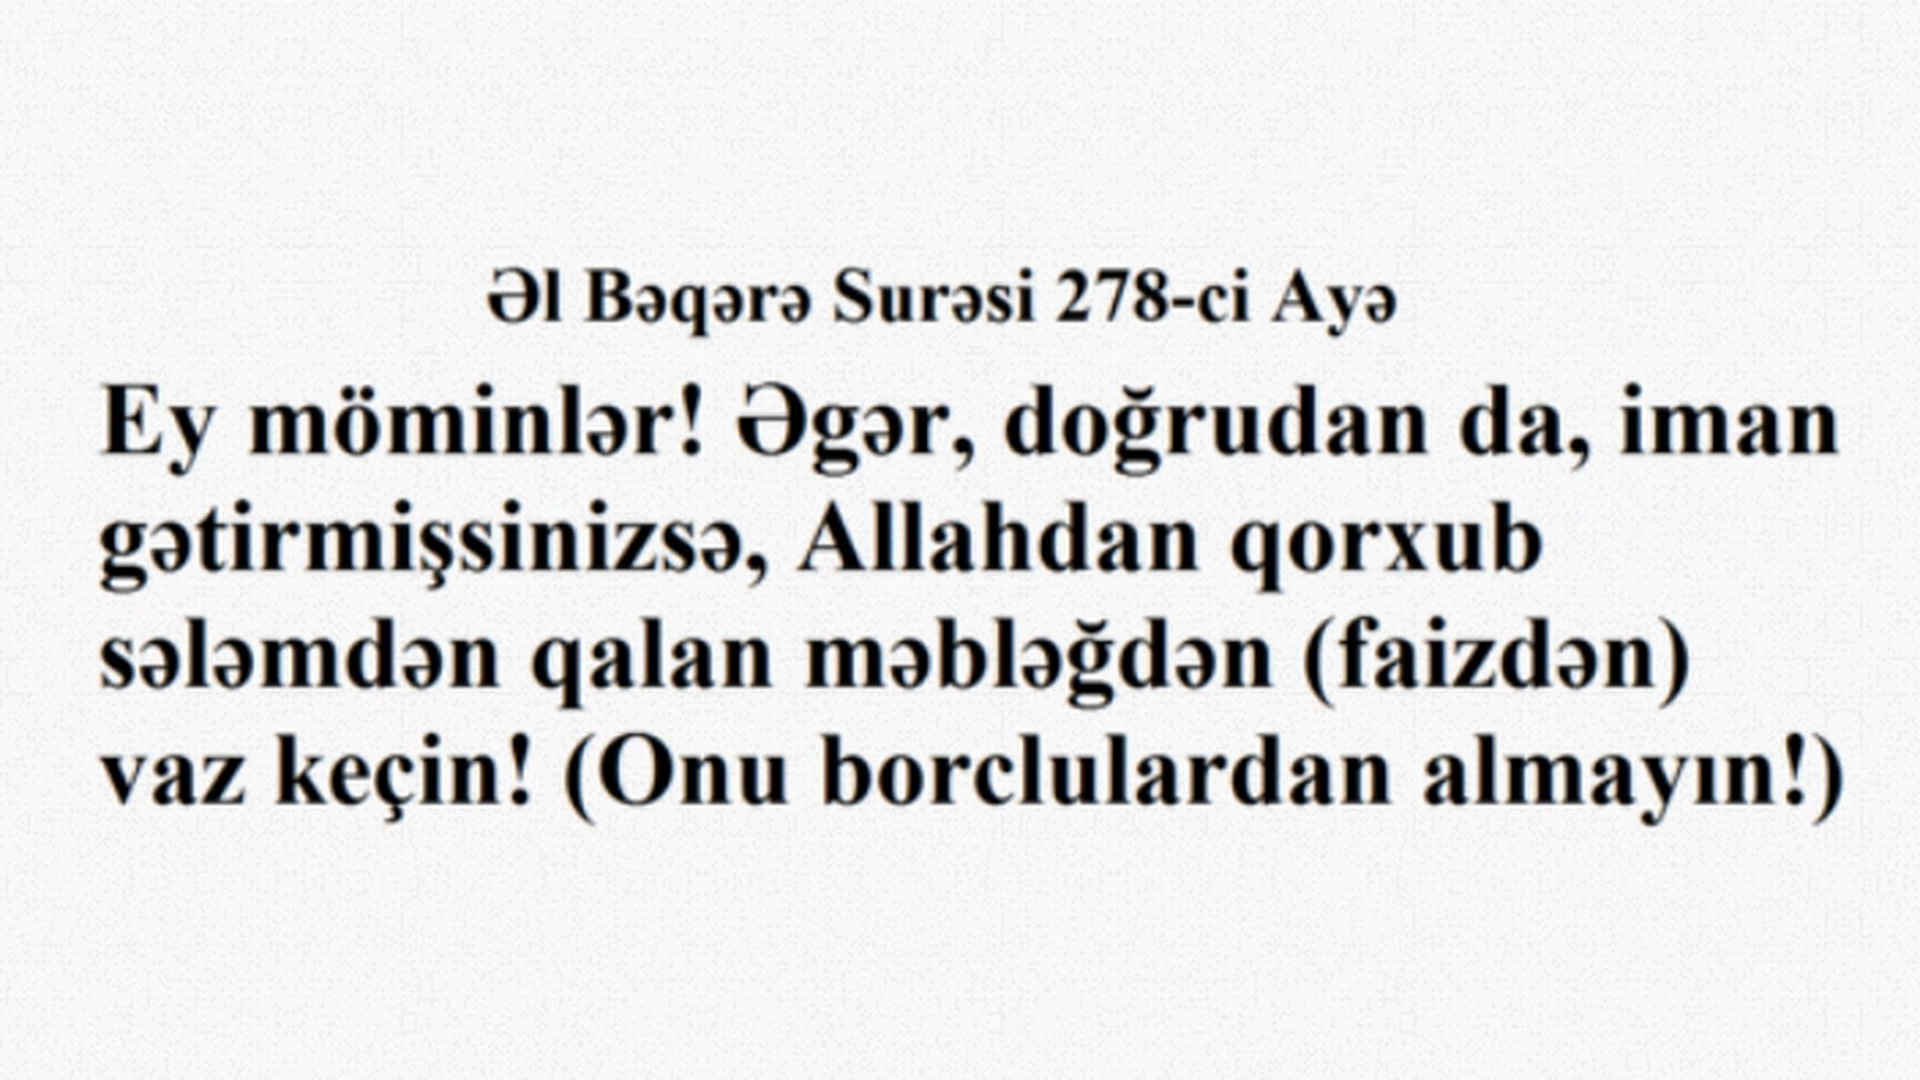 Əl Bəqərə Surəsi 278-ci Ayə
Ey möminlər! Əgər, doğrudan da, iman
gətirmişsinizsə, Allahdan qorxub
sələmdən qalan məbləğdən (faizdən)
vaz keçin! (Onu borclulardan almayın!)